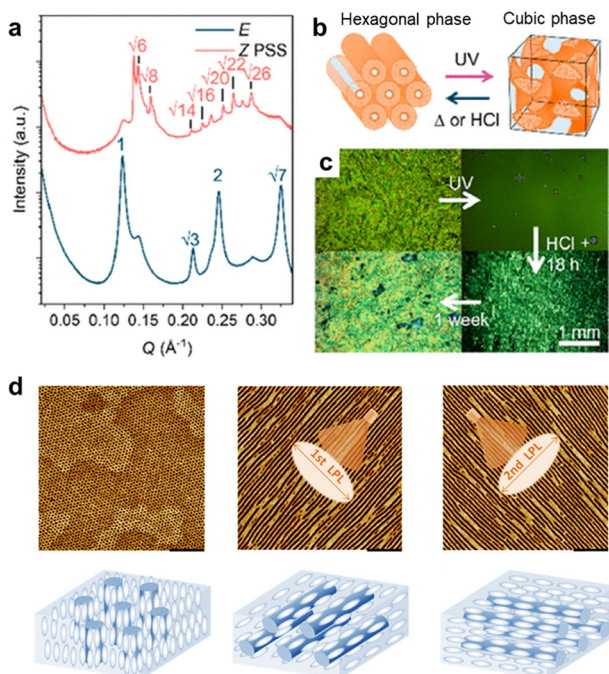 a
E
Z PSS
√6
√8
√14
√16
√20
√22
√26
1
√3
2
√7
Intensity (a.u.)
0.05 0.10 0.15 0.20 0.25 0.30
Q (Å⁻¹)
b
Hexagonal phase
Cubic phase
UV
Δ or HCl
c
UV
HCl +
18 h
1 week
1 mm
d
1st LPL
2nd LPL